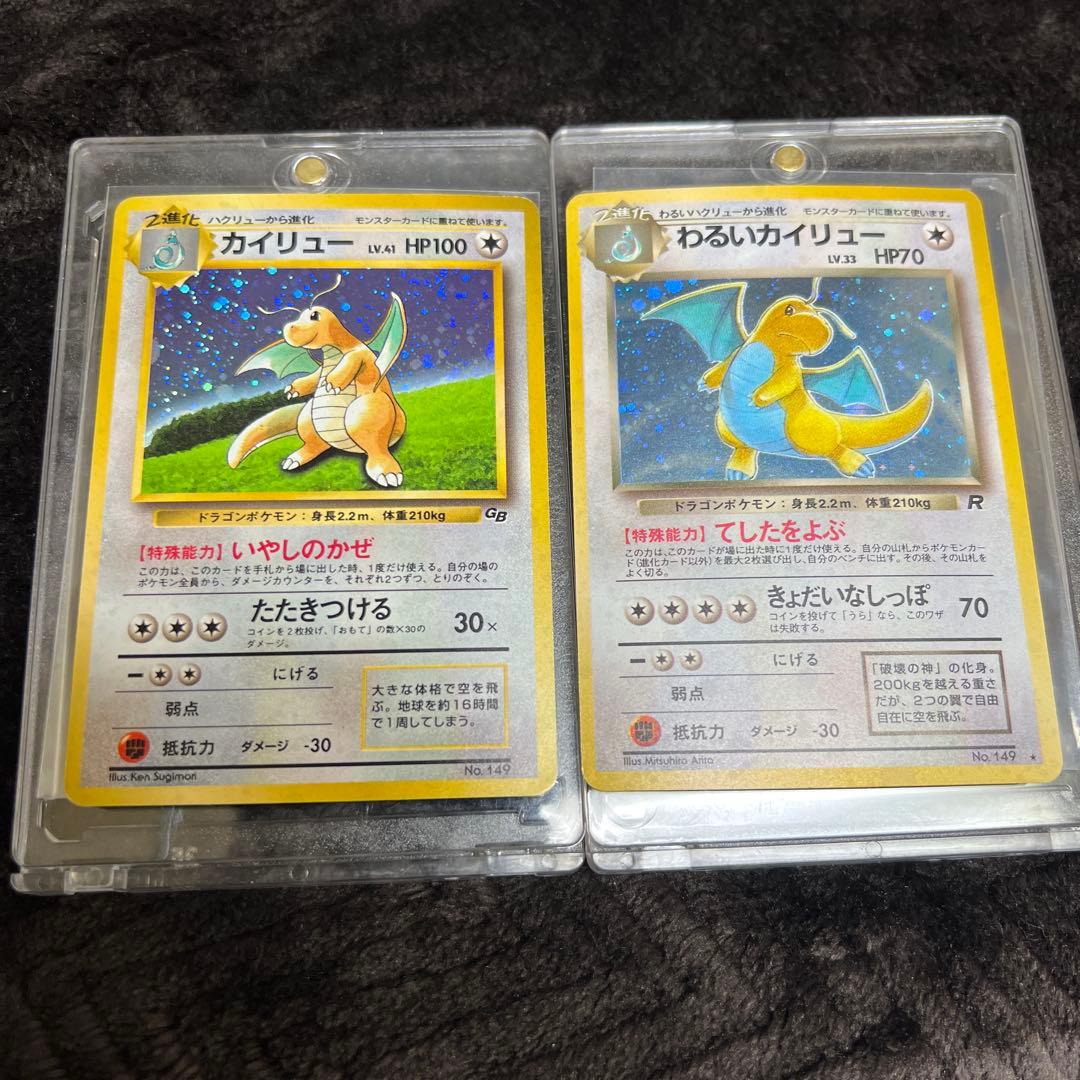 2進化 ハクリューから進化 モンスターカードに重ねて使います。
カイリュー LV.41 HP100
ドラゴンポケモン：身長2.2m、体重210kg GB
【特殊能力】いやしのかぜ
この力は、このカードを手札から場に出した時、1度だけ使える。自分の場の
ポケモン全員から、ダメージカウンターを、それぞれ2つずつ、とりのぞく。
たたきつける 30×
コインを2枚投げ、「おもて」の数×30の
ダメージ。
ー にげる
弱点
抵抗力 ダメージ -30
大きな体格で空を飛
ぶ。地球を約16時間
で1周してしまう。
Illus. Ken Sugimori No. 149
2進化 わるいハクリューから進化 モンスターカードに重ねて使います。
わるいカイリュー
LV.33 HP70
ドラゴンポケモン：身長2.2m、体重210kg R
【特殊能力】てしたをよぶ
この力は、このカードが場に出た時に1度だけ使える。自分の山札からポケモンカー
ド(進化カード以外)を最大2枚選び出し、自分のベンチに出す。その後、その山札を
よく切る。
きょだいなしっぽ 70
コインを投げて「うら」なら、このワザ
は失敗する。
ー にげる
弱点
抵抗力 ダメージ -30
「破壊の神」の化身。
200kgを越える重さ
だが、2つの翼で自由
自在に空を飛ぶ。
Illus. Mitsuhiro Arita No. 149 ★